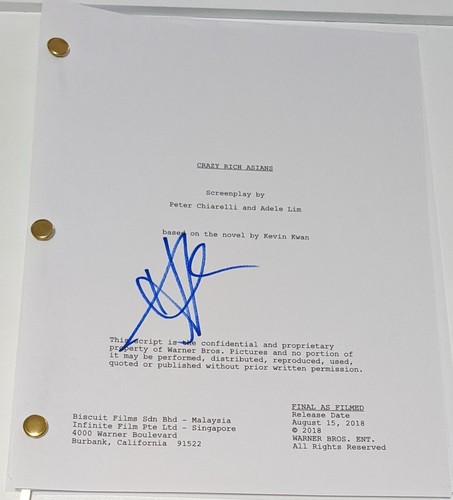 CRAZY RICH ASIANS
Screenplay by
Peter Chiarelli and Adele Lim
based on the novel by Kevin Kwan
This script is the confidential and proprietary
property of Warner Bros. Pictures and no portion of
it may be performed, distributed, reproduced, used,
quoted or published without prior written permission.
Biscuit Films Sdn Bhd - Malaysia
Infinite Film Pte Ltd - Singapore
4000 Warner Boulevard
Burbank, California 91522
FINAL AS FILMED
Release Date
August 15, 2018
© 2018
WARNER BROS. ENT.
All Rights Reserved